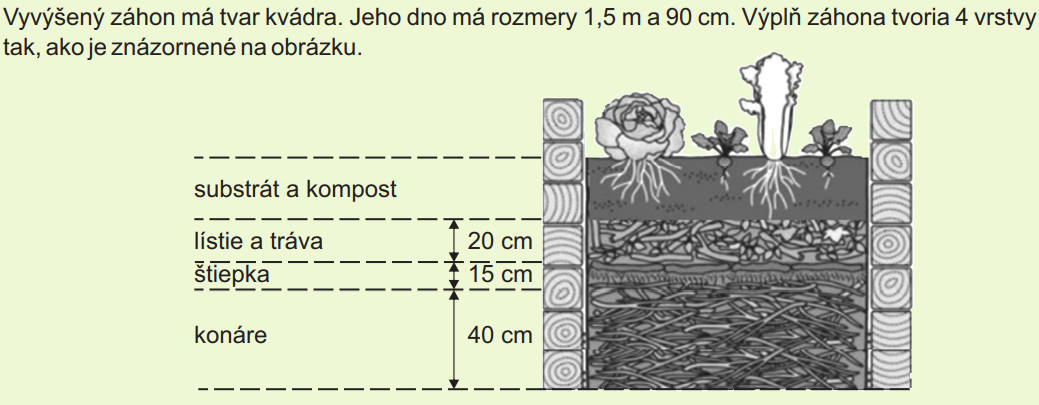 Vyvýšený záhon má tvar kvádra. Jeho dno má rozmery 1,5 m a 90 cm. Výplň záhona tvoria 4 vrstvy
tak, ako je znázornené na obrázku.
substrát a kompost
lístie a tráva 20 cm
štiepka 15 cm
konáre 40 cm